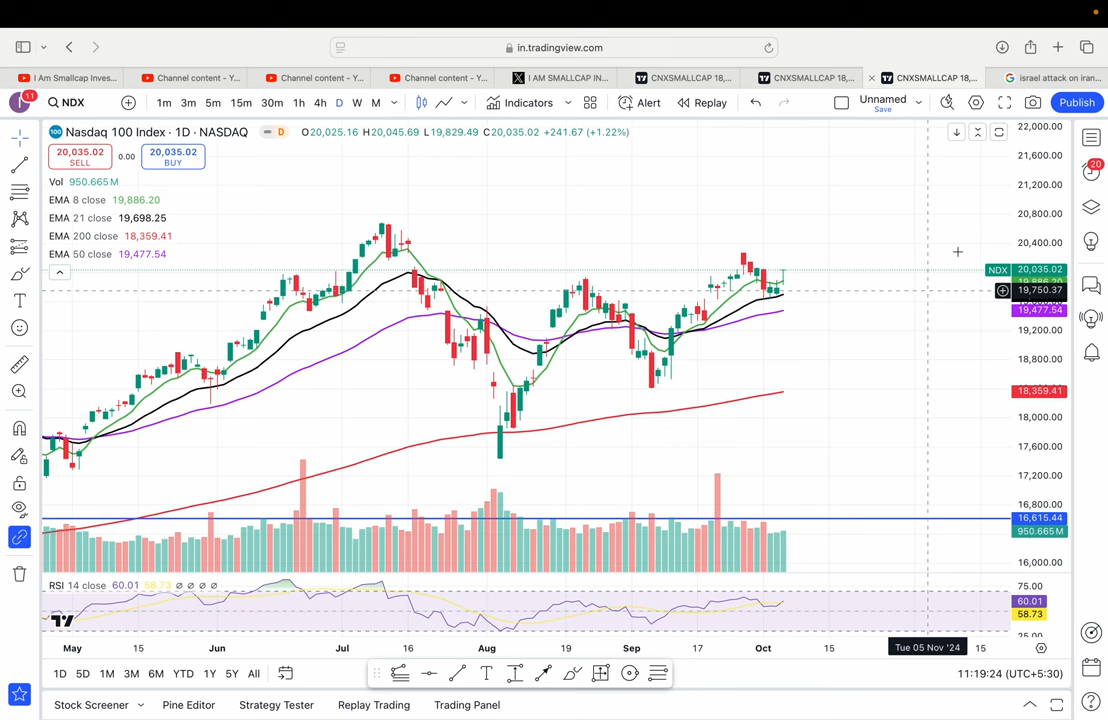 in.tradingview.com
I Am Smallcap Inves...
Channel content - Y...
Channel content - Y...
Channel content - Y...
I AM SMALLCAP IN...
CNXSMALLCAP 18,...
CNXSMALLCAP 18,...
CNXSMALLCAP 18,...
israel attack on iran...
11
NDX
1m 3m 5m 15m 30m 1h 4h D W M
Indicators
Alert
Replay
Unnamed
Save
Publish
100 Nasdaq 100 Index · 1D · NASDAQ
D
O20,025.16 H20,045.69 L19,829.49 C20,035.02 +241.67 (+1.22%)
20,035.02
SELL
0.00
20,035.02
BUY
Vol 950.665M
EMA 8 close 19,886.20
EMA 21 close 19,698.25
EMA 200 close 18,359.41
EMA 50 close 19,477.54
22,000.00
21,600.00
21,200.00
20,800.00
20,400.00
NDX 20,035.02
19,886.20
19,750.37
19,477.54
19,200.00
18,800.00
18,359.41
18,000.00
17,600.00
17,200.00
16,800.00
16,615.44
950.665M
16,000.00
20
RSI 14 close 60.01 58.73 ∅ ∅ ∅ ∅
75.00
60.01
58.73
25.00
May 15 Jun Jul 16 Aug 19 Sep 17 Oct 15 Tue 05 Nov '24 15
1D 5D 1M 3M 6M YTD 1Y 5Y All
11:19:24 (UTC+5:30)
Stock Screener
Pine Editor
Strategy Tester
Replay Trading
Trading Panel